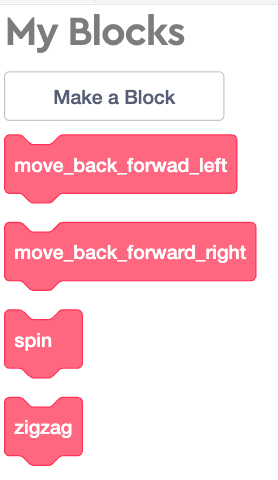 My Blocks
Make a Block
move_back_forwad_left
move_back_forward_right
spin
zigzag